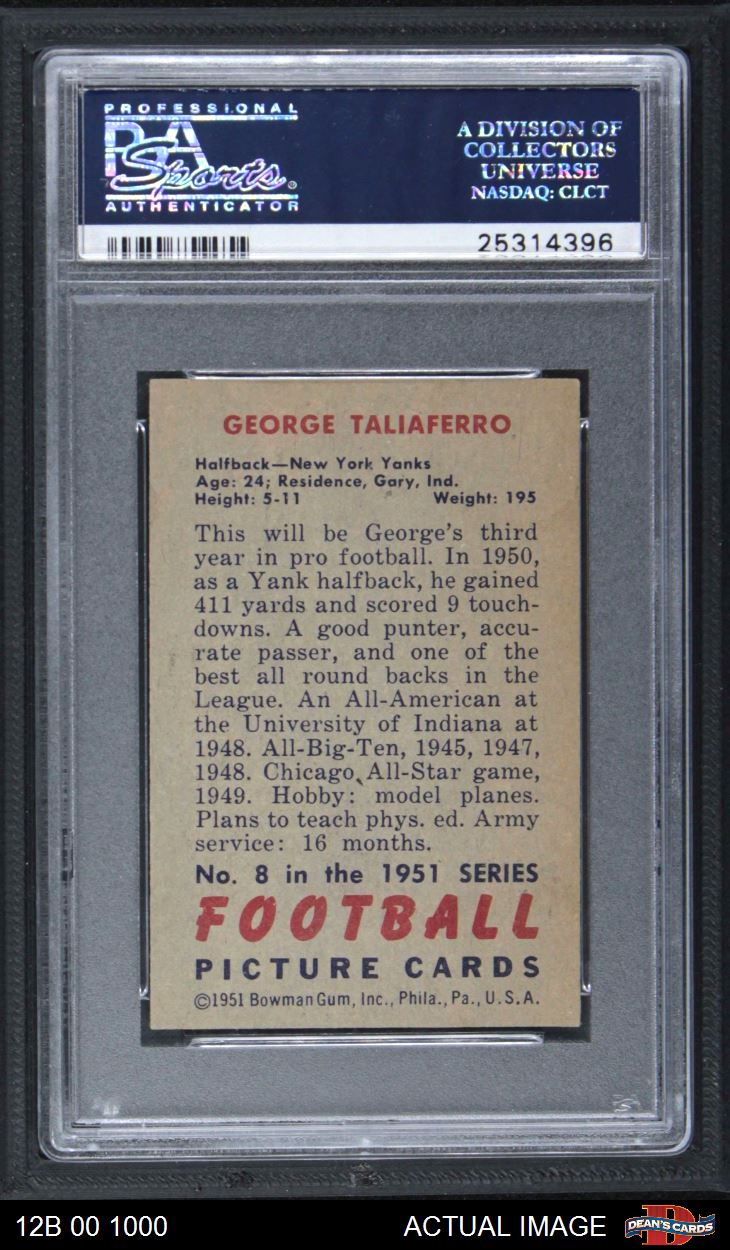 PROFESSIONAL
PSA
Sports
AUTHENTICATOR
A DIVISION OF
COLLECTORS
UNIVERSE
NASDAQ: CLCT
25314396
GEORGE TALIAFERRO
Halfback—New York Yanks
Age: 24; Residence, Gary, Ind.
Height: 5-11 Weight: 195
This will be George's third
year in pro football. In 1950,
as a Yank halfback, he gained
411 yards and scored 9 touch-
downs. A good punter, accu-
rate passer, and one of the
best all round backs in the
League. An All-American at
the University of Indiana at
1948. All-Big-Ten, 1945, 1947,
1948. Chicago All-Star game,
1949. Hobby: model planes.
Plans to teach phys. ed. Army
service: 16 months.
No. 8 in the 1951 SERIES
FOOTBALL
PICTURE CARDS
©1951 Bowman Gum, Inc., Phila., Pa., U.S.A.
12B 00 1000 ACTUAL IMAGE DEAN'S CARDS